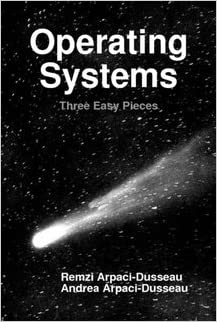 Operating
Systems
Three Easy Pieces
Remzi Arpaci-Dusseau
Andrea Arpaci-Dusseau